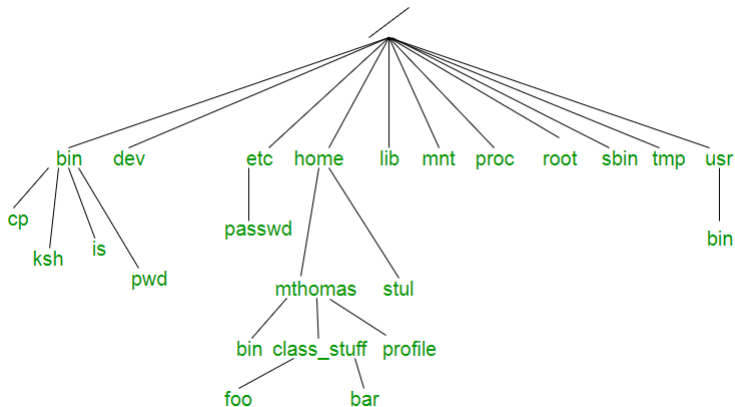 /
bin dev etc home lib mnt proc root sbin tmp usr
cp ksh is pwd passwd bin
mthomas stul
bin class_stuff profile
foo bar